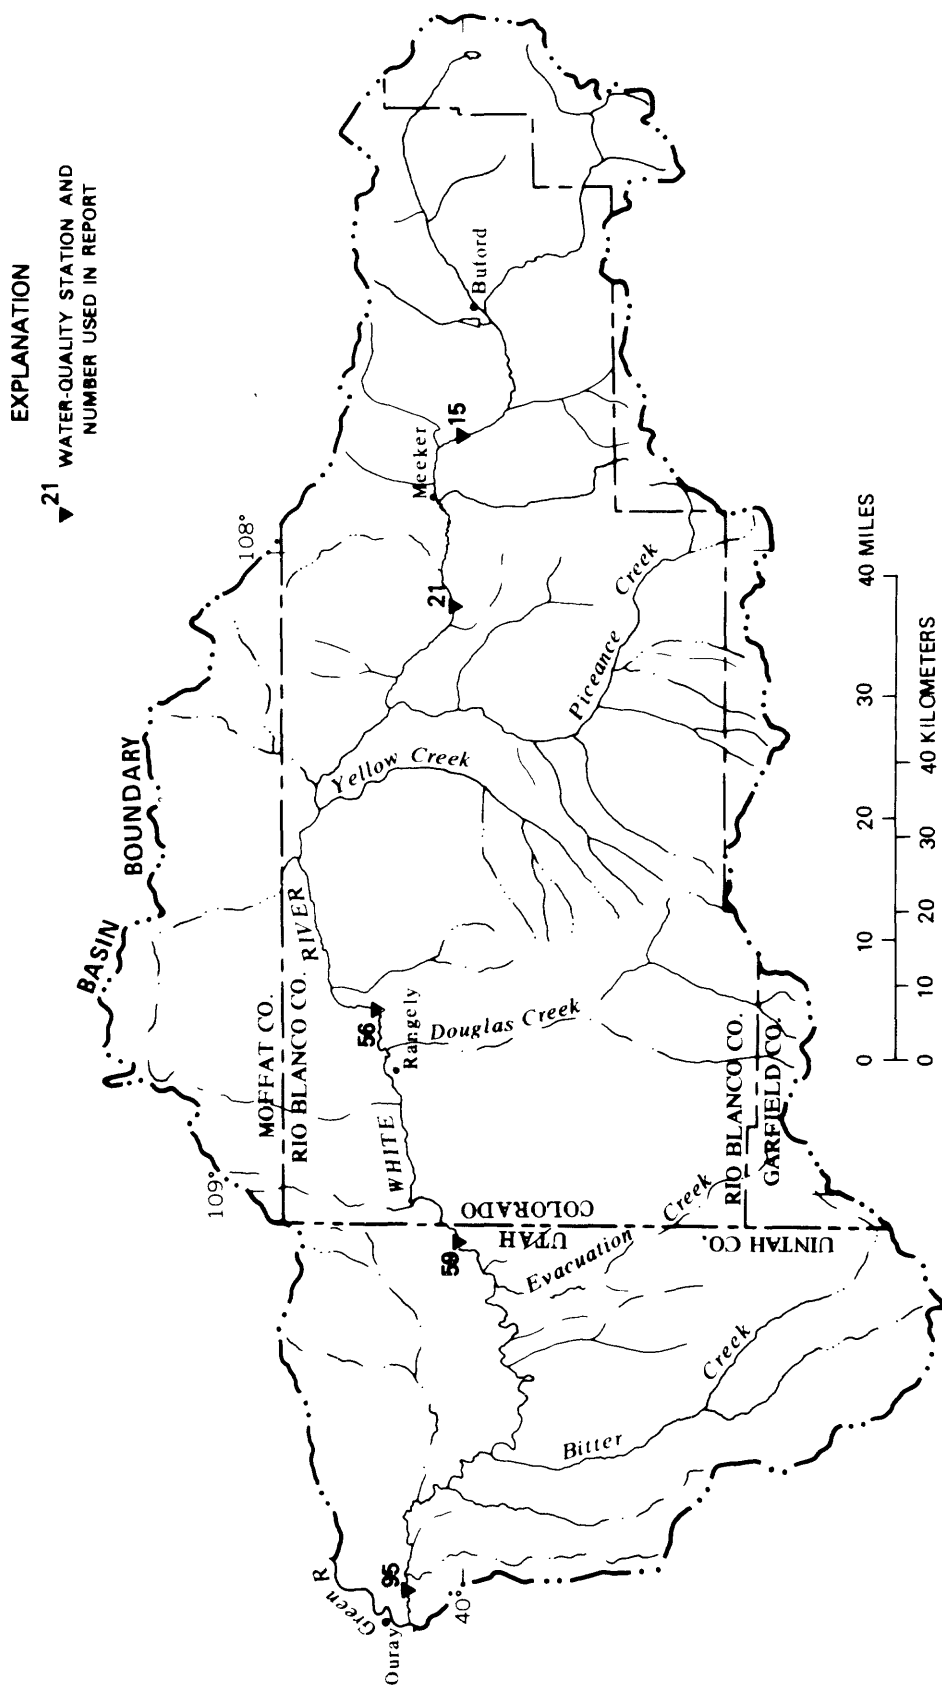 EXPLANATION
21
WATER-QUALITY STATION AND
NUMBER USED IN REPORT
BASIN
BOUNDARY
109°
108°
MOFFAT CO.
RIO BLANCO CO.
RIVER
Yellow Creek
21
Meeker
15
Buford
Green R
Ouray
95
40°
WHITE
56
Rangely
59
UTAH
COLORADO
Douglas Creek
Piceance
Creek
Evacuation
Creek
Bitter
Creek
UINTAH CO.
RIO BLANCO CO.
GARFIELD CO.
0 10 20 30 40 MILES
0 10 20 30 40 KILOMETERS